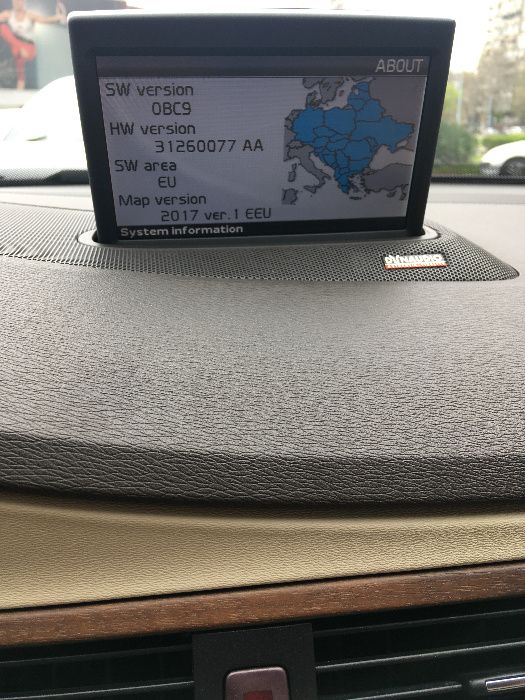 ABOUT
SW version
0BC9
HW version
31260077 AA
SW area
EU
Map version
2017 ver.1 EEU
System information
DYNAUDIO